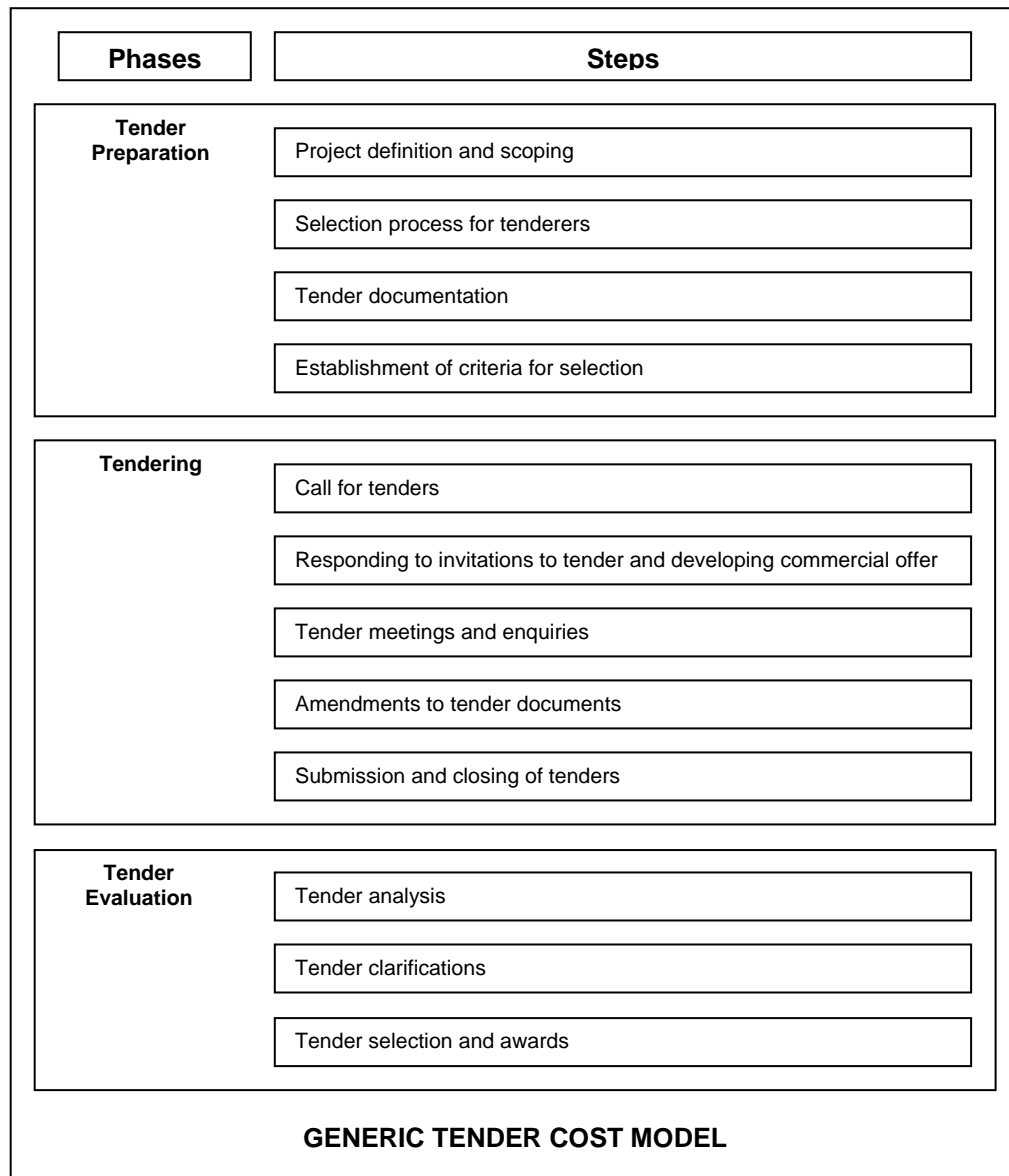 Phases
Steps
Tender
Preparation
Project definition and scoping
Selection process for tenderers
Tender documentation
Establishment of criteria for selection
Tendering
Call for tenders
Responding to invitations to tender and developing commercial offer
Tender meetings and enquiries
Amendments to tender documents
Submission and closing of tenders
Tender
Evaluation
Tender analysis
Tender clarifications
Tender selection and awards
GENERIC TENDER COST MODEL